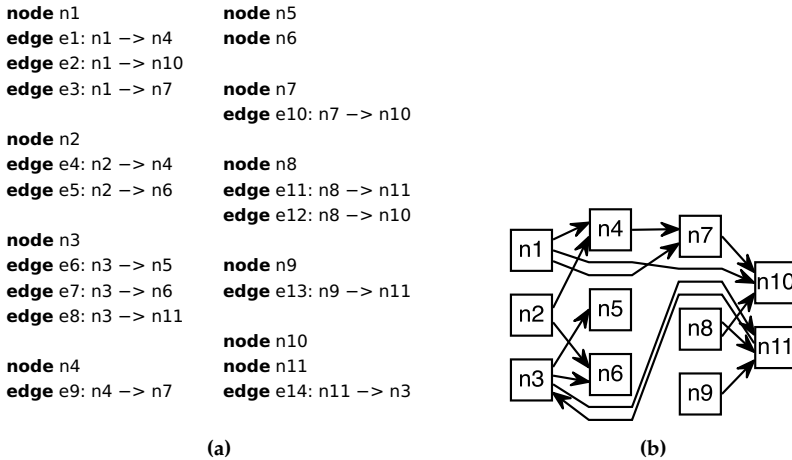 node n1
edge e1: n1 −> n4
edge e2: n1 −> n10
edge e3: n1 −> n7
node n2
edge e4: n2 −> n4
edge e5: n2 −> n6
node n3
edge e6: n3 −> n5
edge e7: n3 −> n6
edge e8: n3 −> n11
node n4
edge e9: n4 −> n7
node n5
node n6
node n7
edge e10: n7 −> n10
node n8
edge e11: n8 −> n11
edge e12: n8 −> n10
node n9
edge e13: n9 −> n11
node n10
node n11
edge e14: n11 −> n3
(a)
n1
n4
n7
n10
n2
n5
n8
n11
n3
n6
n9
(b)